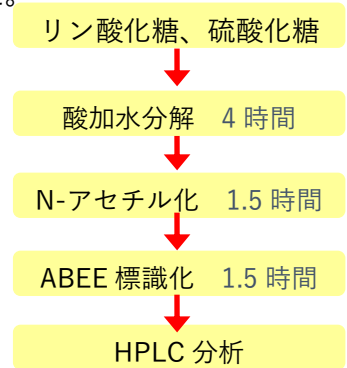 。
リン酸化糖、硫酸化糖
酸加水分解 4 時間
N-アセチル化 1.5 時間
ABEE 標識化 1.5 時間
HPLC 分析